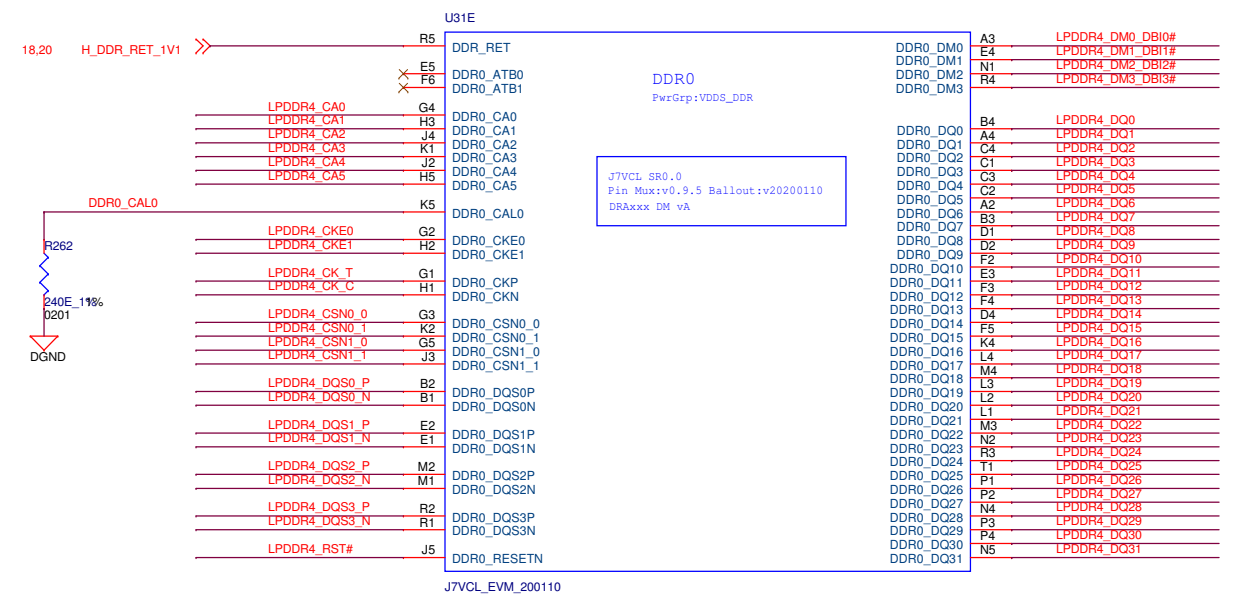 U31E
18,20 H_DDR_RET_1V1 R5 DDR_RET
E5 DDR0_ATB0
F6 DDR0_ATB1
LPDDR4_CA0 G4 DDR0_CA0
LPDDR4_CA1 H3 DDR0_CA1
LPDDR4_CA2 J4 DDR0_CA2
LPDDR4_CA3 K1 DDR0_CA3
LPDDR4_CA4 J2 DDR0_CA4
LPDDR4_CA5 H5 DDR0_CA5
DDR0_CAL0 K5 DDR0_CAL0
R262
240E_1%
1%
0201
DGND
LPDDR4_CKE0 G2 DDR0_CKE0
LPDDR4_CKE1 H2 DDR0_CKE1
LPDDR4_CK_T G1 DDR0_CKP
LPDDR4_CK_C H1 DDR0_CKN
LPDDR4_CSN0_0 G3 DDR0_CSN0_0
LPDDR4_CSN0_1 K2 DDR0_CSN0_1
LPDDR4_CSN1_0 G5 DDR0_CSN1_0
LPDDR4_CSN1_1 J3 DDR0_CSN1_1
LPDDR4_DQS0_P B2 DDR0_DQS0P
LPDDR4_DQS0_N B1 DDR0_DQS0N
LPDDR4_DQS1_P E2 DDR0_DQS1P
LPDDR4_DQS1_N E1 DDR0_DQS1N
LPDDR4_DQS2_P M2 DDR0_DQS2P
LPDDR4_DQS2_N M1 DDR0_DQS2N
LPDDR4_DQS3_P R2 DDR0_DQS3P
LPDDR4_DQS3_N R1 DDR0_DQS3N
LPDDR4_RST# J5 DDR0_RESETN
DDR0
PwrGrp:VDDS_DDR
J7VCL SR0.0
Pin Mux:v0.9.5 Ballout:v20200110
DRAxxx DM vA
DDR0_DM0 A3 LPDDR4_DM0_DBI0#
DDR0_DM1 E4 LPDDR4_DM1_DBI1#
DDR0_DM2 N1 LPDDR4_DM2_DBI2#
DDR0_DM3 R4 LPDDR4_DM3_DBI3#
DDR0_DQ0 B4 LPDDR4_DQ0
DDR0_DQ1 A4 LPDDR4_DQ1
DDR0_DQ2 C4 LPDDR4_DQ2
DDR0_DQ3 C1 LPDDR4_DQ3
DDR0_DQ4 C3 LPDDR4_DQ4
DDR0_DQ5 C2 LPDDR4_DQ5
DDR0_DQ6 A2 LPDDR4_DQ6
DDR0_DQ7 B3 LPDDR4_DQ7
DDR0_DQ8 D1 LPDDR4_DQ8
DDR0_DQ9 D2 LPDDR4_DQ9
DDR0_DQ10 F2 LPDDR4_DQ10
DDR0_DQ11 E3 LPDDR4_DQ11
DDR0_DQ12 F3 LPDDR4_DQ12
DDR0_DQ13 F4 LPDDR4_DQ13
DDR0_DQ14 D4 LPDDR4_DQ14
DDR0_DQ15 F5 LPDDR4_DQ15
DDR0_DQ16 K4 LPDDR4_DQ16
DDR0_DQ17 L4 LPDDR4_DQ17
DDR0_DQ18 M4 LPDDR4_DQ18
DDR0_DQ19 L3 LPDDR4_DQ19
DDR0_DQ20 L2 LPDDR4_DQ20
DDR0_DQ21 L1 LPDDR4_DQ21
DDR0_DQ22 M3 LPDDR4_DQ22
DDR0_DQ23 N2 LPDDR4_DQ23
DDR0_DQ24 R3 LPDDR4_DQ24
DDR0_DQ25 T1 LPDDR4_DQ25
DDR0_DQ26 P1 LPDDR4_DQ26
DDR0_DQ27 P2 LPDDR4_DQ27
DDR0_DQ28 N4 LPDDR4_DQ28
DDR0_DQ29 P3 LPDDR4_DQ29
DDR0_DQ30 P4 LPDDR4_DQ30
DDR0_DQ31 N5 LPDDR4_DQ31
J7VCL_EVM_200110